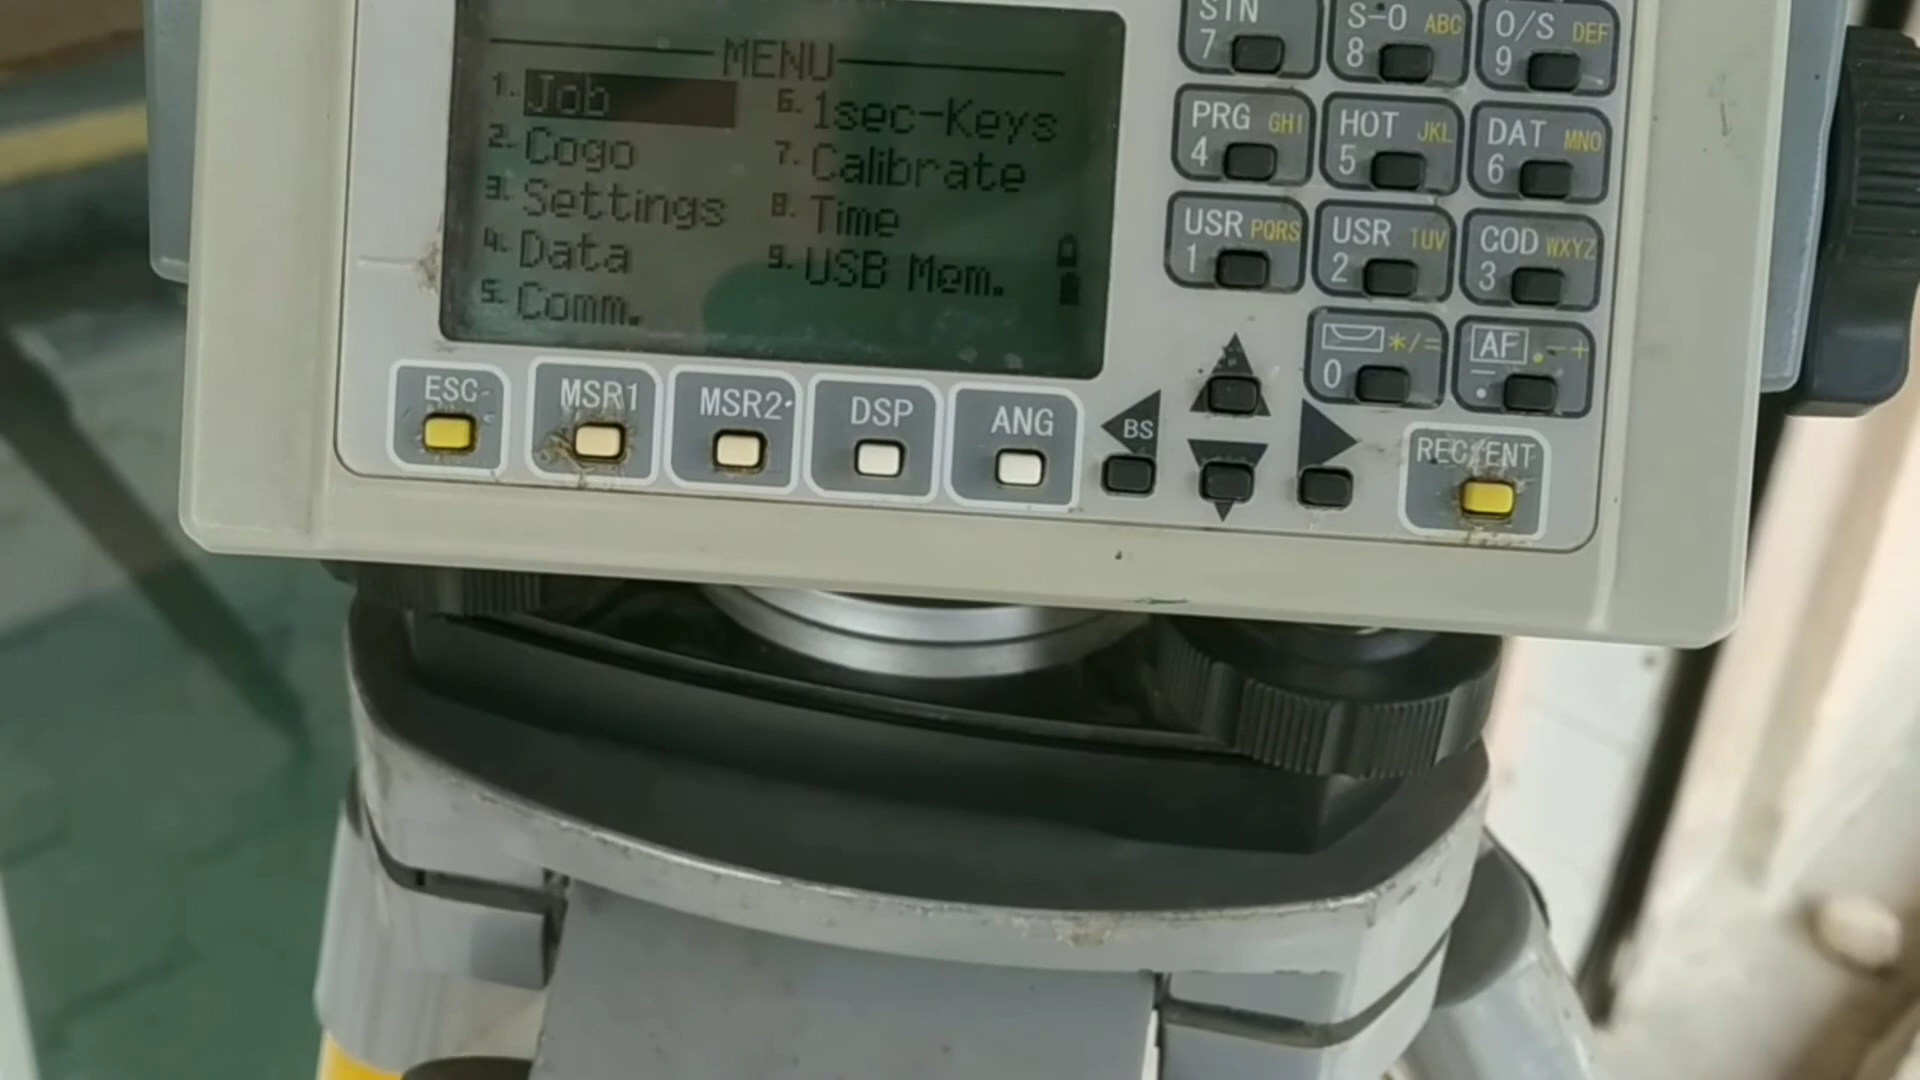 MENU
1. Job
2. Cogo
3. Settings
4. Data
5. Comm.
6. 1sec-Keys
7. Calibrate
8. Time
9. USB Mem.
STN 7
S-O ABC 8
O/S DEF 9
PRG GHI 4
HOT JKL 5
DAT MNO 6
USR PQRS 1
USR TUV 2
COD WXYZ 3
*/= 0
AF .-+ .
ESC
MSR1
MSR2
DSP
ANG
BS
REC/ENT